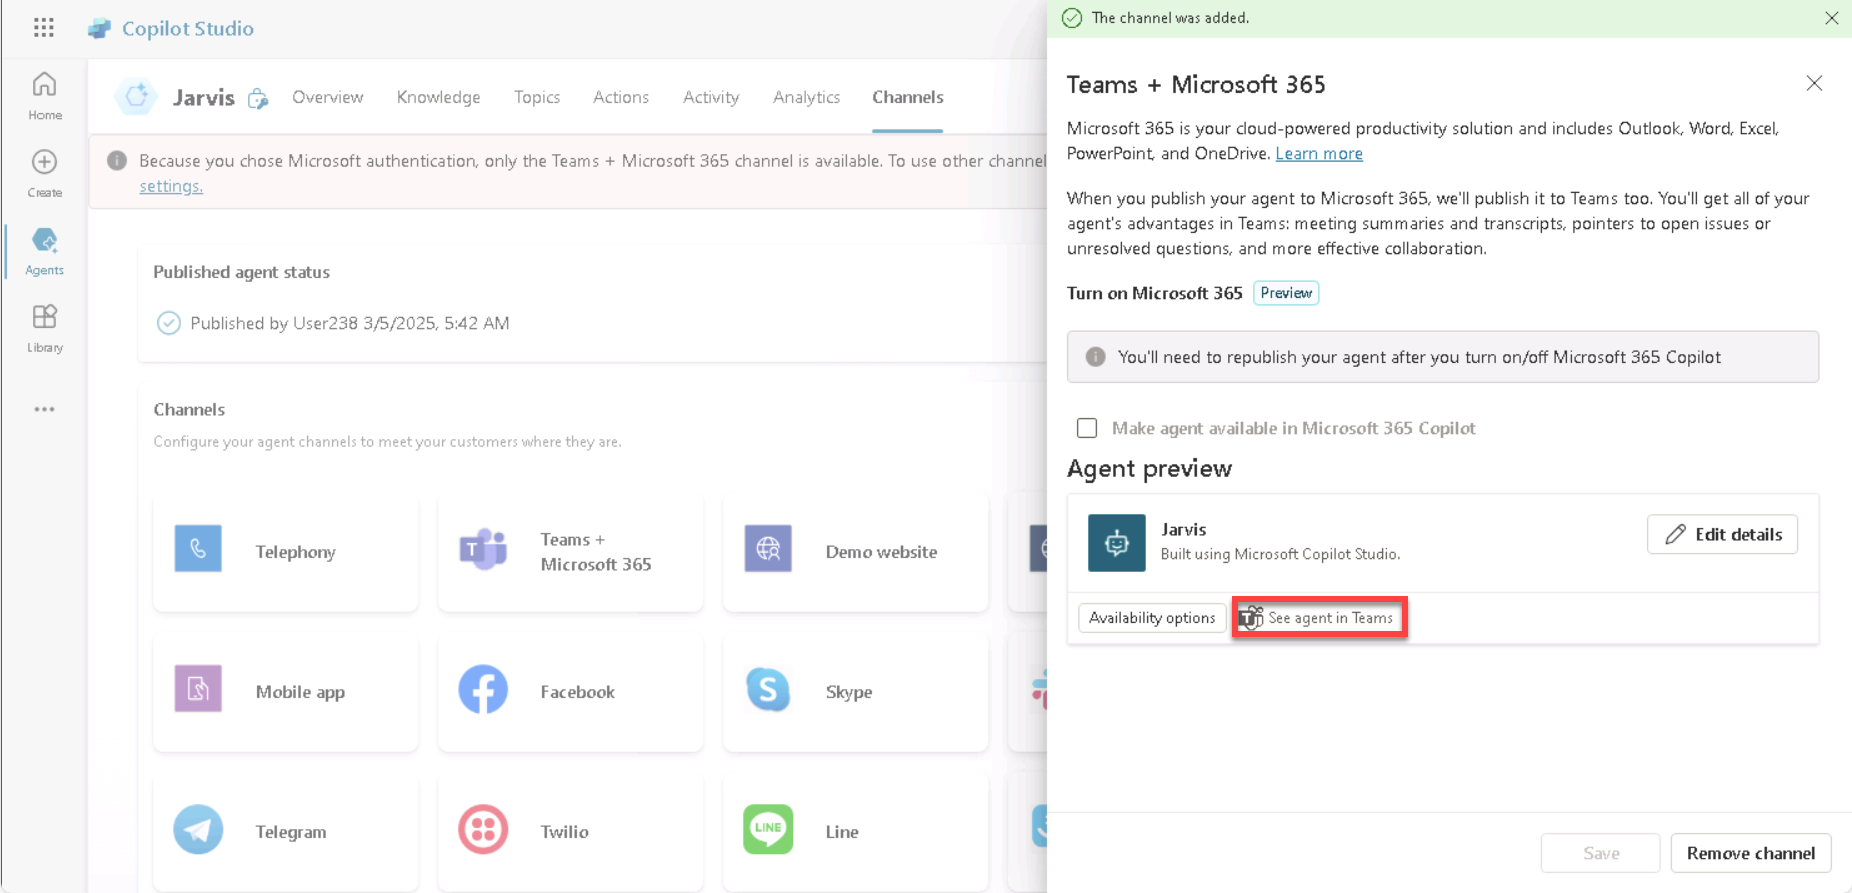 Copilot Studio
The channel was added.
Home
Create
Agents
Library
Jarvis
Overview
Knowledge
Topics
Actions
Activity
Analytics
Channels
Because you chose Microsoft authentication, only the Teams + Microsoft 365 channel is available. To use other channel
settings.
Published agent status
Published by User238 3/5/2025, 5:42 AM
Channels
Configure your agent channels to meet your customers where they are.
Telephony
Teams +
Microsoft 365
Demo website
Mobile app
Facebook
Skype
Telegram
Twilio
LINE
Line
Teams + Microsoft 365
Microsoft 365 is your cloud-powered productivity solution and includes Outlook, Word, Excel,
PowerPoint, and OneDrive. Learn more
When you publish your agent to Microsoft 365, we'll publish it to Teams too. You'll get all of your
agent's advantages in Teams: meeting summaries and transcripts, pointers to open issues or
unresolved questions, and more effective collaboration.
Turn on Microsoft 365 Preview
You'll need to republish your agent after you turn on/off Microsoft 365 Copilot
Make agent available in Microsoft 365 Copilot
Agent preview
Jarvis
Built using Microsoft Copilot Studio.
Edit details
Availability options
See agent in Teams
Save
Remove channel